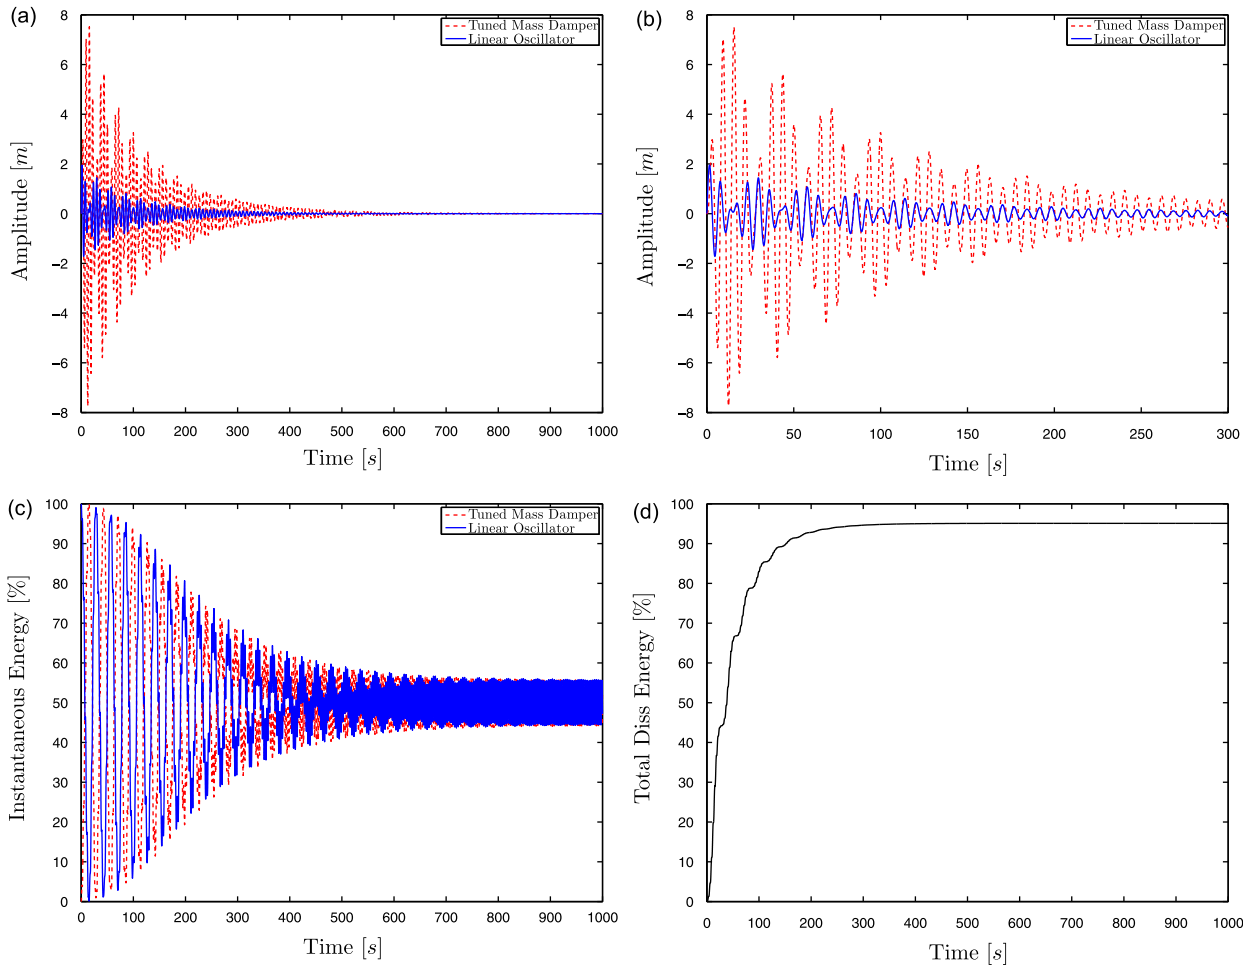 (a)
8
6
4
2
0
−2
−4
−6
−8
Amplitude [m]
0 100 200 300 400 500 600 700 800 900 1000
Time [s]
Tuned Mass Damper
Linear Oscillator
(b)
8
6
4
2
0
−2
−4
−6
−8
Amplitude [m]
0 50 100 150 200 250 300
Time [s]
Tuned Mass Damper
Linear Oscillator
(c)
100
90
80
70
60
50
40
30
20
10
0
Instantaneous Energy [%]
0 100 200 300 400 500 600 700 800 900 1000
Time [s]
Tuned Mass Damper
Linear Oscillator
(d)
100
90
80
70
60
50
40
30
20
10
0
Total Diss Energy [%]
0 100 200 300 400 500 600 700 800 900 1000
Time [s]